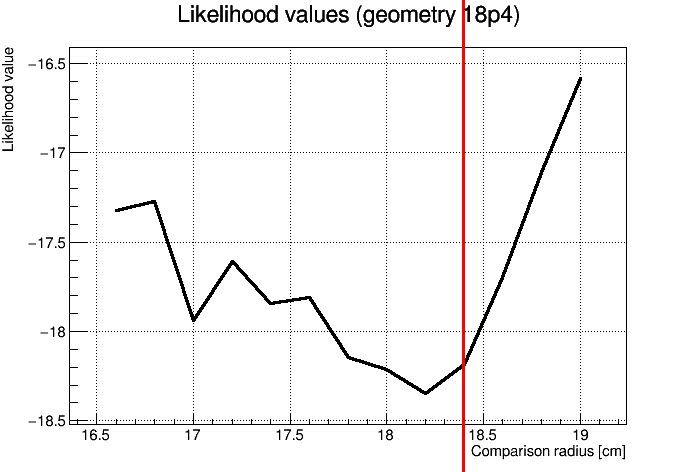 Likelihood values (geometry 18p4)
Likelihood value
−16.5
−17
−17.5
−18
−18.5
16.5 17 17.5 18 18.5 19
Comparison radius [cm]